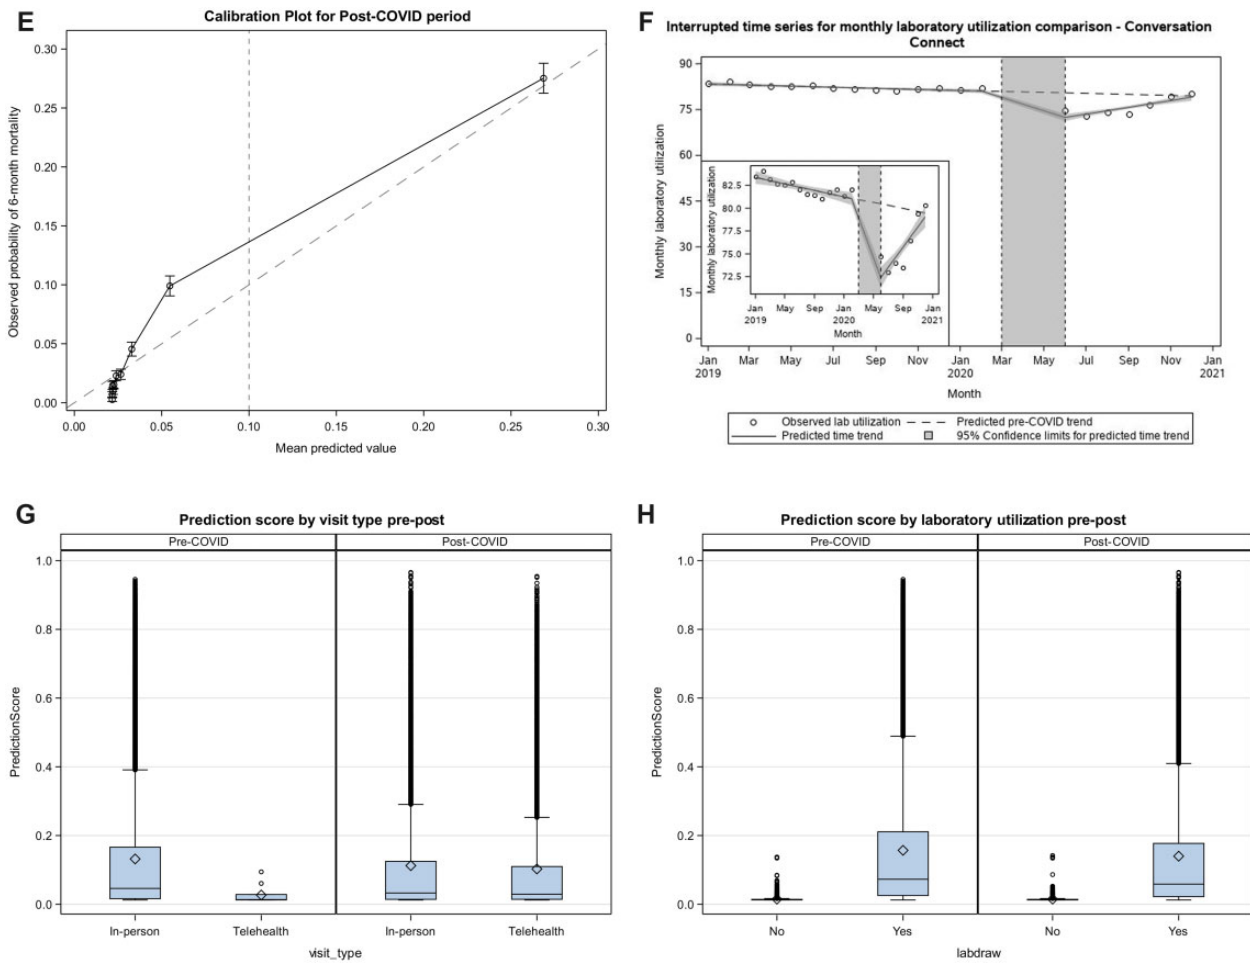 E
Calibration Plot for Post-COVID period
Observed probability of 6-month mortality
0.30
0.25
0.20
0.15
0.10
0.05
0.00
0.00 0.05 0.10 0.15 0.20 0.25 0.30
Mean predicted value
F
Interrupted time series for monthly laboratory utilization comparison - Conversation
Connect
Monthly laboratory utilization
90
75
60
45
30
15
0
Monthly laboratory utilization
82.5
80.0
77.5
75.0
72.5
Jan May Sep Jan May Sep Jan
2019 2020 2021
Month
Jan Mar May Jul Sep Nov Jan Mar May Jul Sep Nov Jan
2019 2020 2021
Month
Observed lab utilization Predicted pre-COVID trend
Predicted time trend 95% Confidence limits for predicted time trend
G
Prediction score by visit type pre-post
Pre-COVID Post-COVID
PredictionScore
1.0
0.8
0.6
0.4
0.2
0.0
In-person Telehealth In-person Telehealth
visit_type
H
Prediction score by laboratory utilization pre-post
Pre-COVID Post-COVID
PredictionScore
1.0
0.8
0.6
0.4
0.2
0.0
No Yes No Yes
labdraw